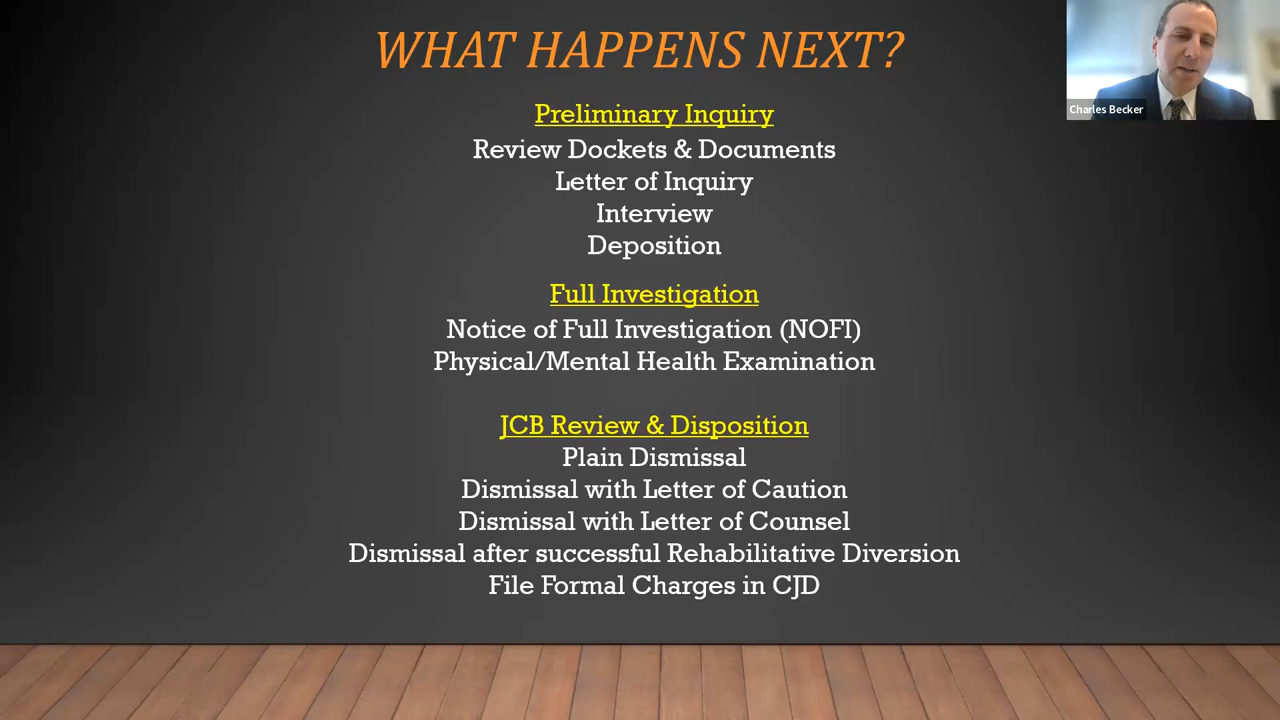 WHAT HAPPENS NEXT?
Charles Becker
Preliminary Inquiry
Review Dockets & Documents
Letter of Inquiry
Interview
Deposition
Full Investigation
Notice of Full Investigation (NOFI)
Physical/Mental Health Examination
JCB Review & Disposition
Plain Dismissal
Dismissal with Letter of Caution
Dismissal with Letter of Counsel
Dismissal after successful Rehabilitative Diversion
File Formal Charges in CJD